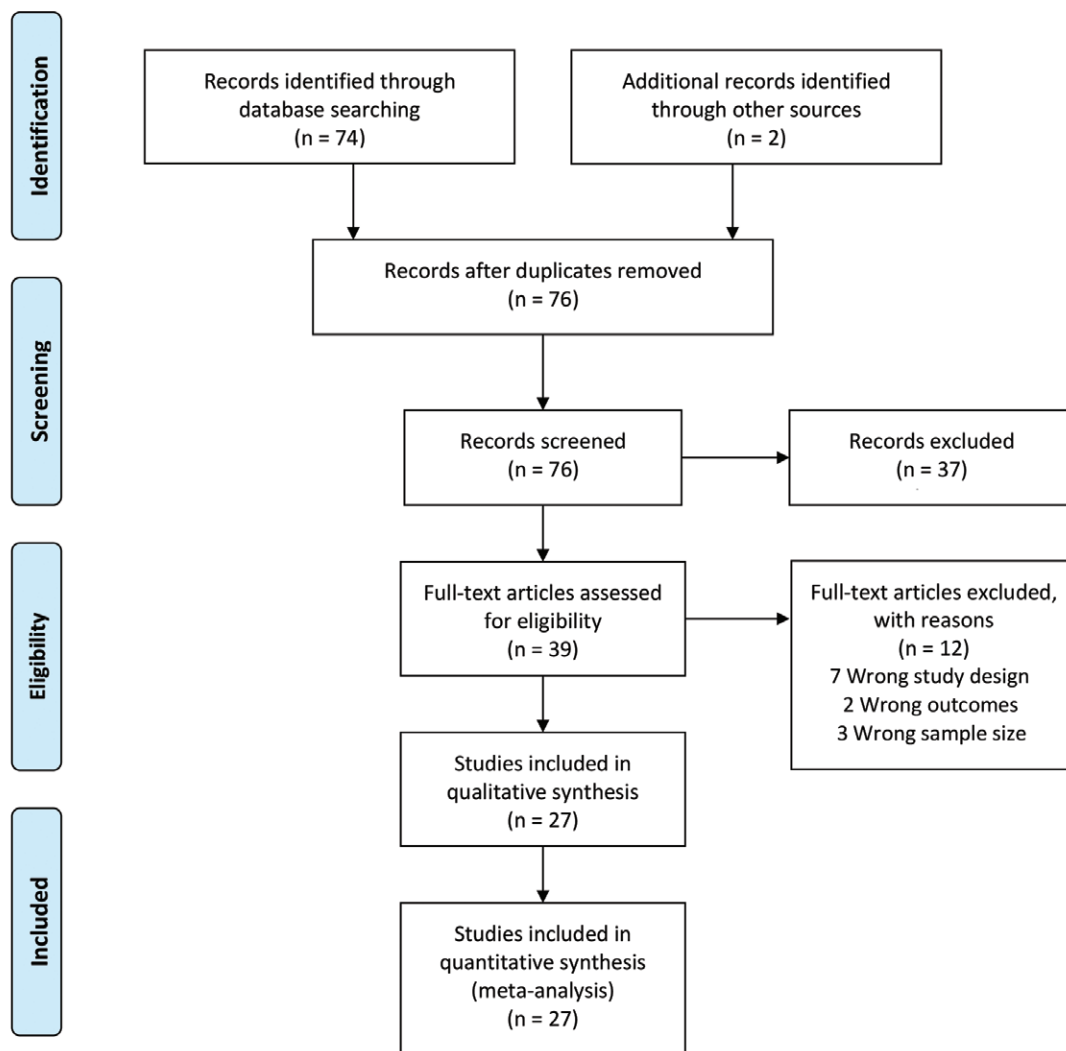 Identification
Records identified through
database searching
(n = 74)
Additional records identified
through other sources
(n = 2)
Screening
Records after duplicates removed
(n = 76)
Records screened
(n = 76)
Records excluded
(n = 37)
Eligibility
Full-text articles assessed
for eligibility
(n = 39)
Full-text articles excluded,
with reasons
(n = 12)
7 Wrong study design
2 Wrong outcomes
3 Wrong sample size
Studies included in
qualitative synthesis
(n = 27)
Included
Studies included in
quantitative synthesis
(meta-analysis)
(n = 27)